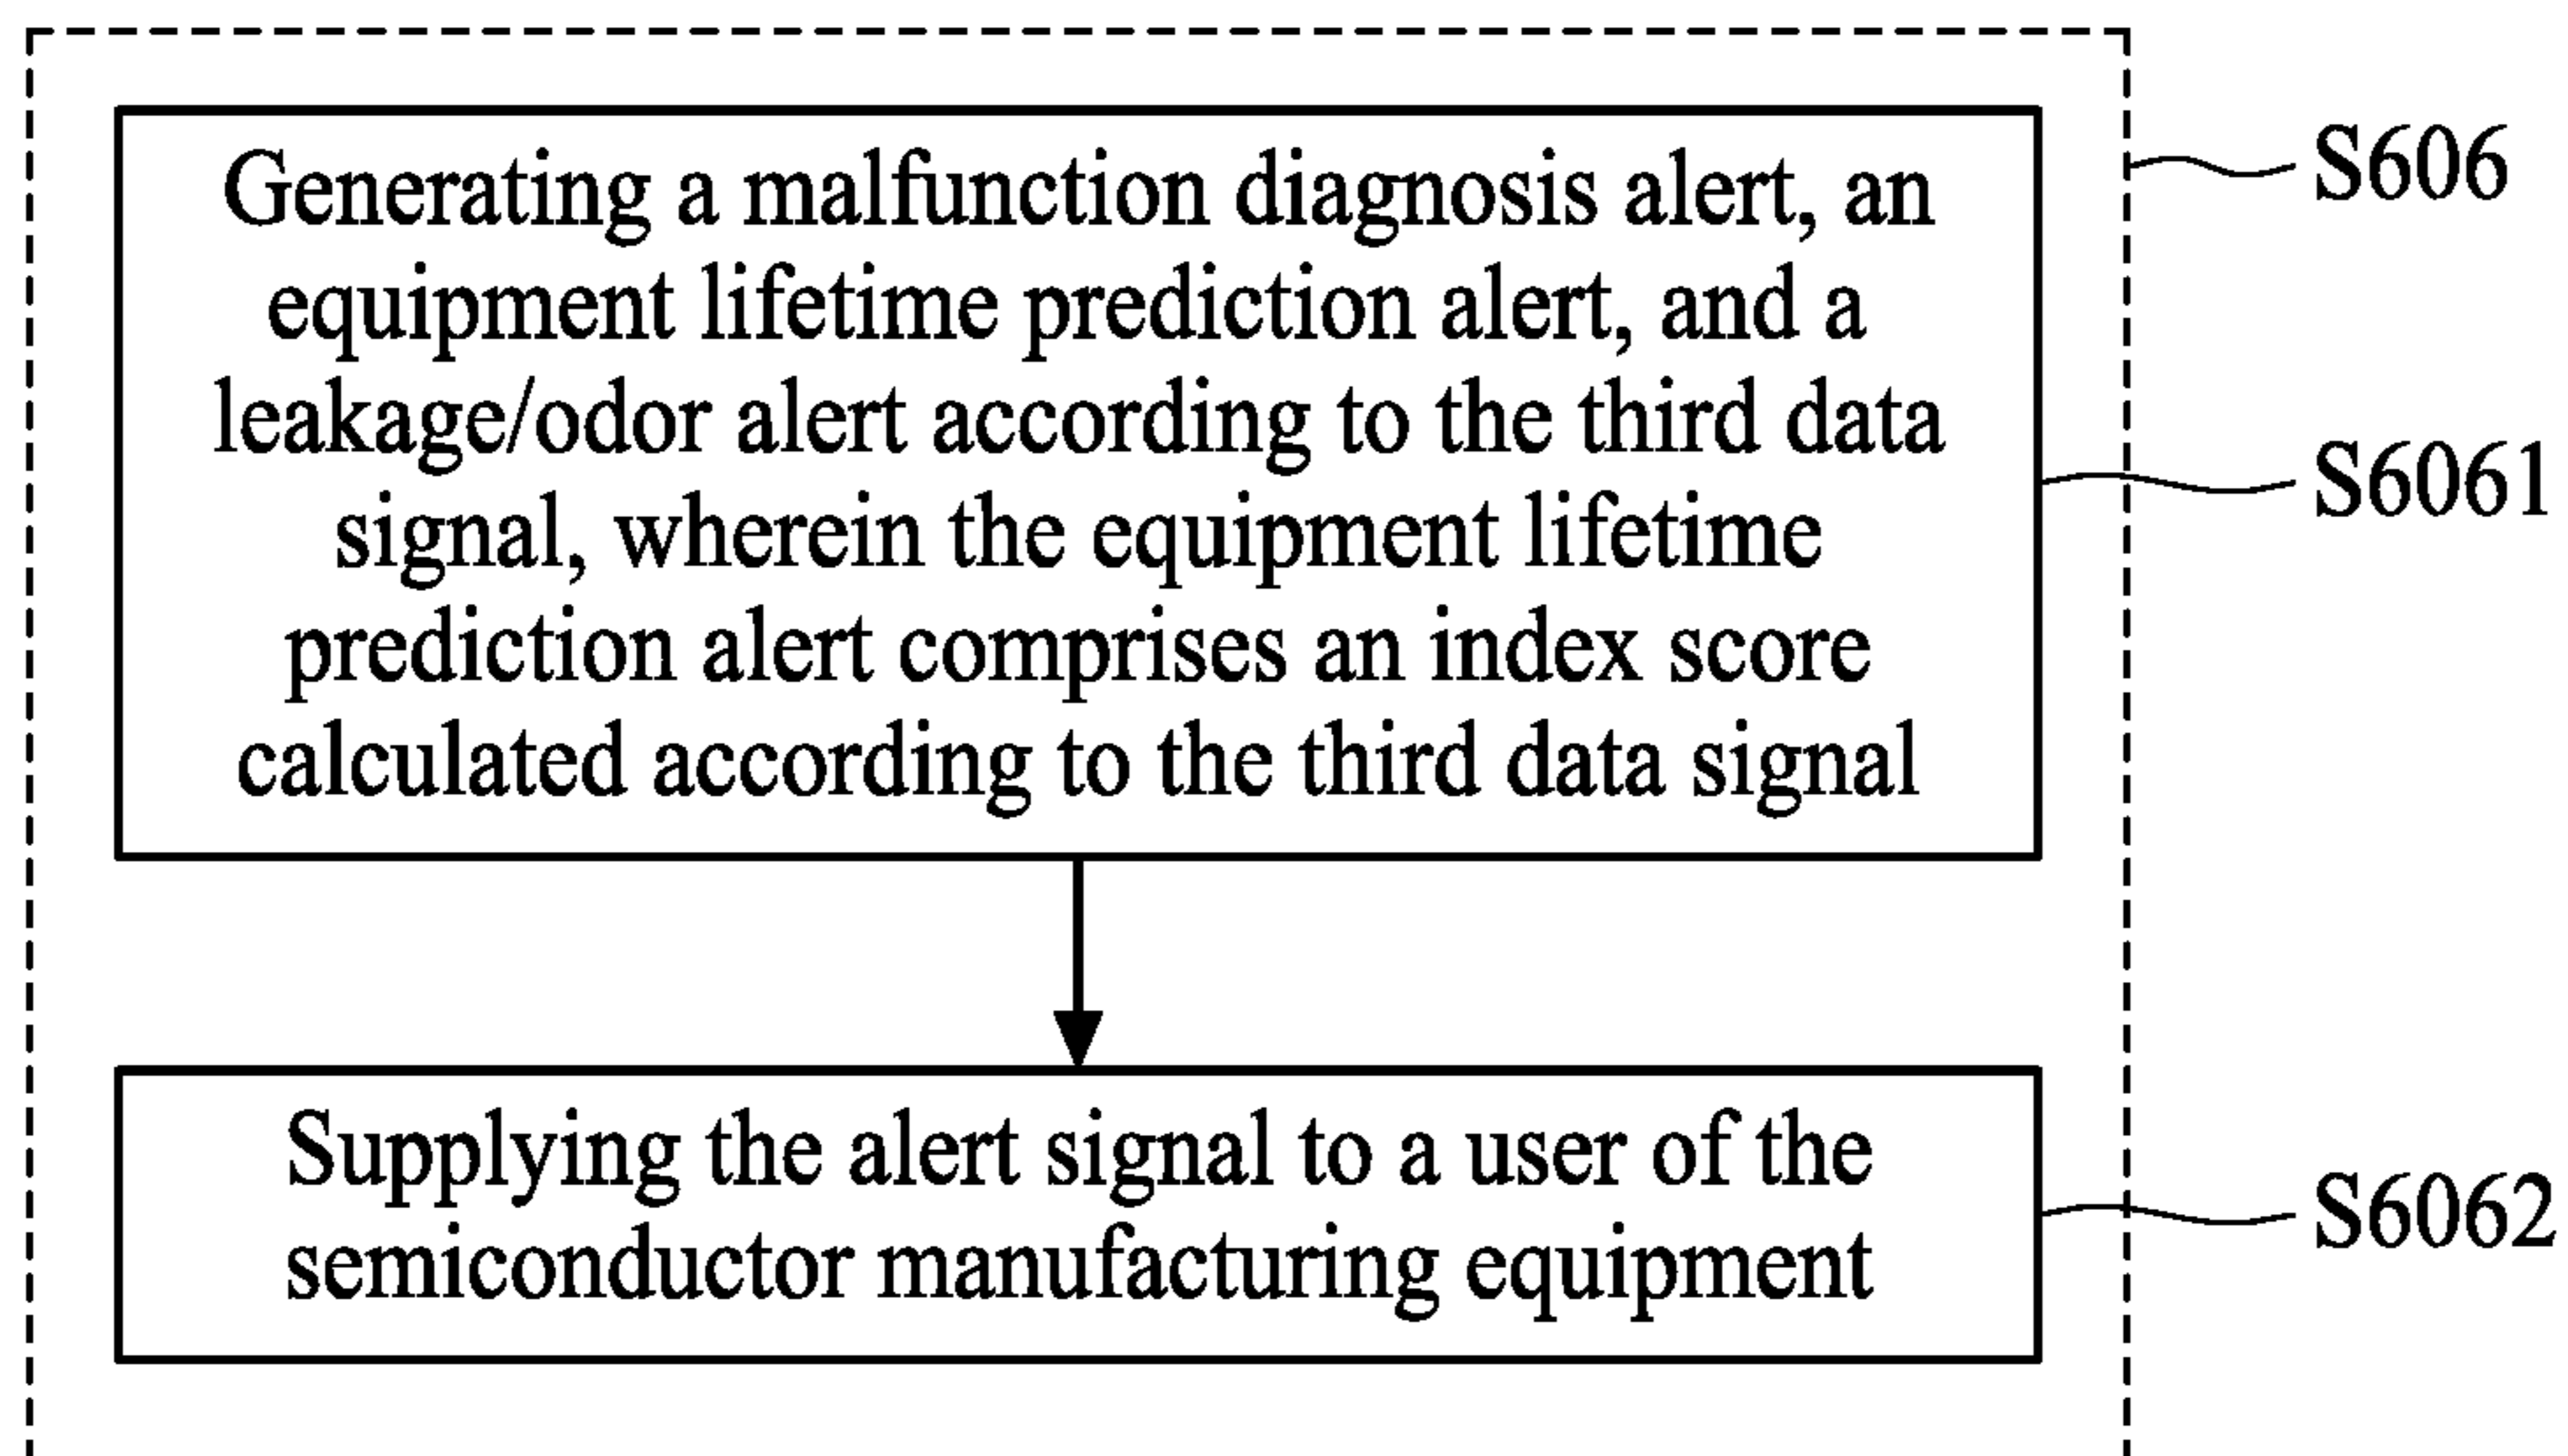 Generating a malfunction diagnosis alert, an
equipment lifetime prediction alert, and a
leakage/odor alert according to the third data
signal, wherein the equipment lifetime
prediction alert comprises an index score
calculated according to the third data signal
S606
S6061
Supplying the alert signal to a user of the
semiconductor manufacturing equipment
S6062